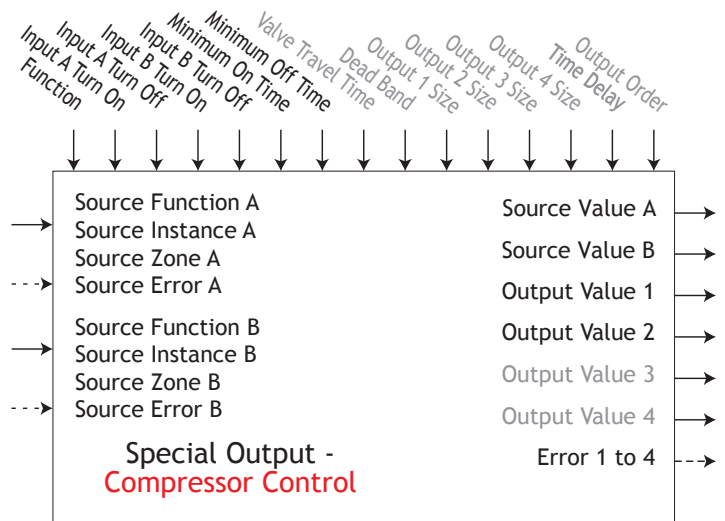 Function
Input A Turn On
Input A Turn Off
Input B Turn On
Input B Turn Off
Minimum On Time
Minimum Off Time
Valve Travel Time
Dead Band
Output 1 Size
Output 2 Size
Output 3 Size
Output 4 Size
Time Delay
Output Order
Source Function A
Source Instance A
Source Zone A
Source Error A
Source Function B
Source Instance B
Source Zone B
Source Error B
Special Output -
Compressor Control
Source Value A
Source Value B
Output Value 1
Output Value 2
Output Value 3
Output Value 4
Error 1 to 4